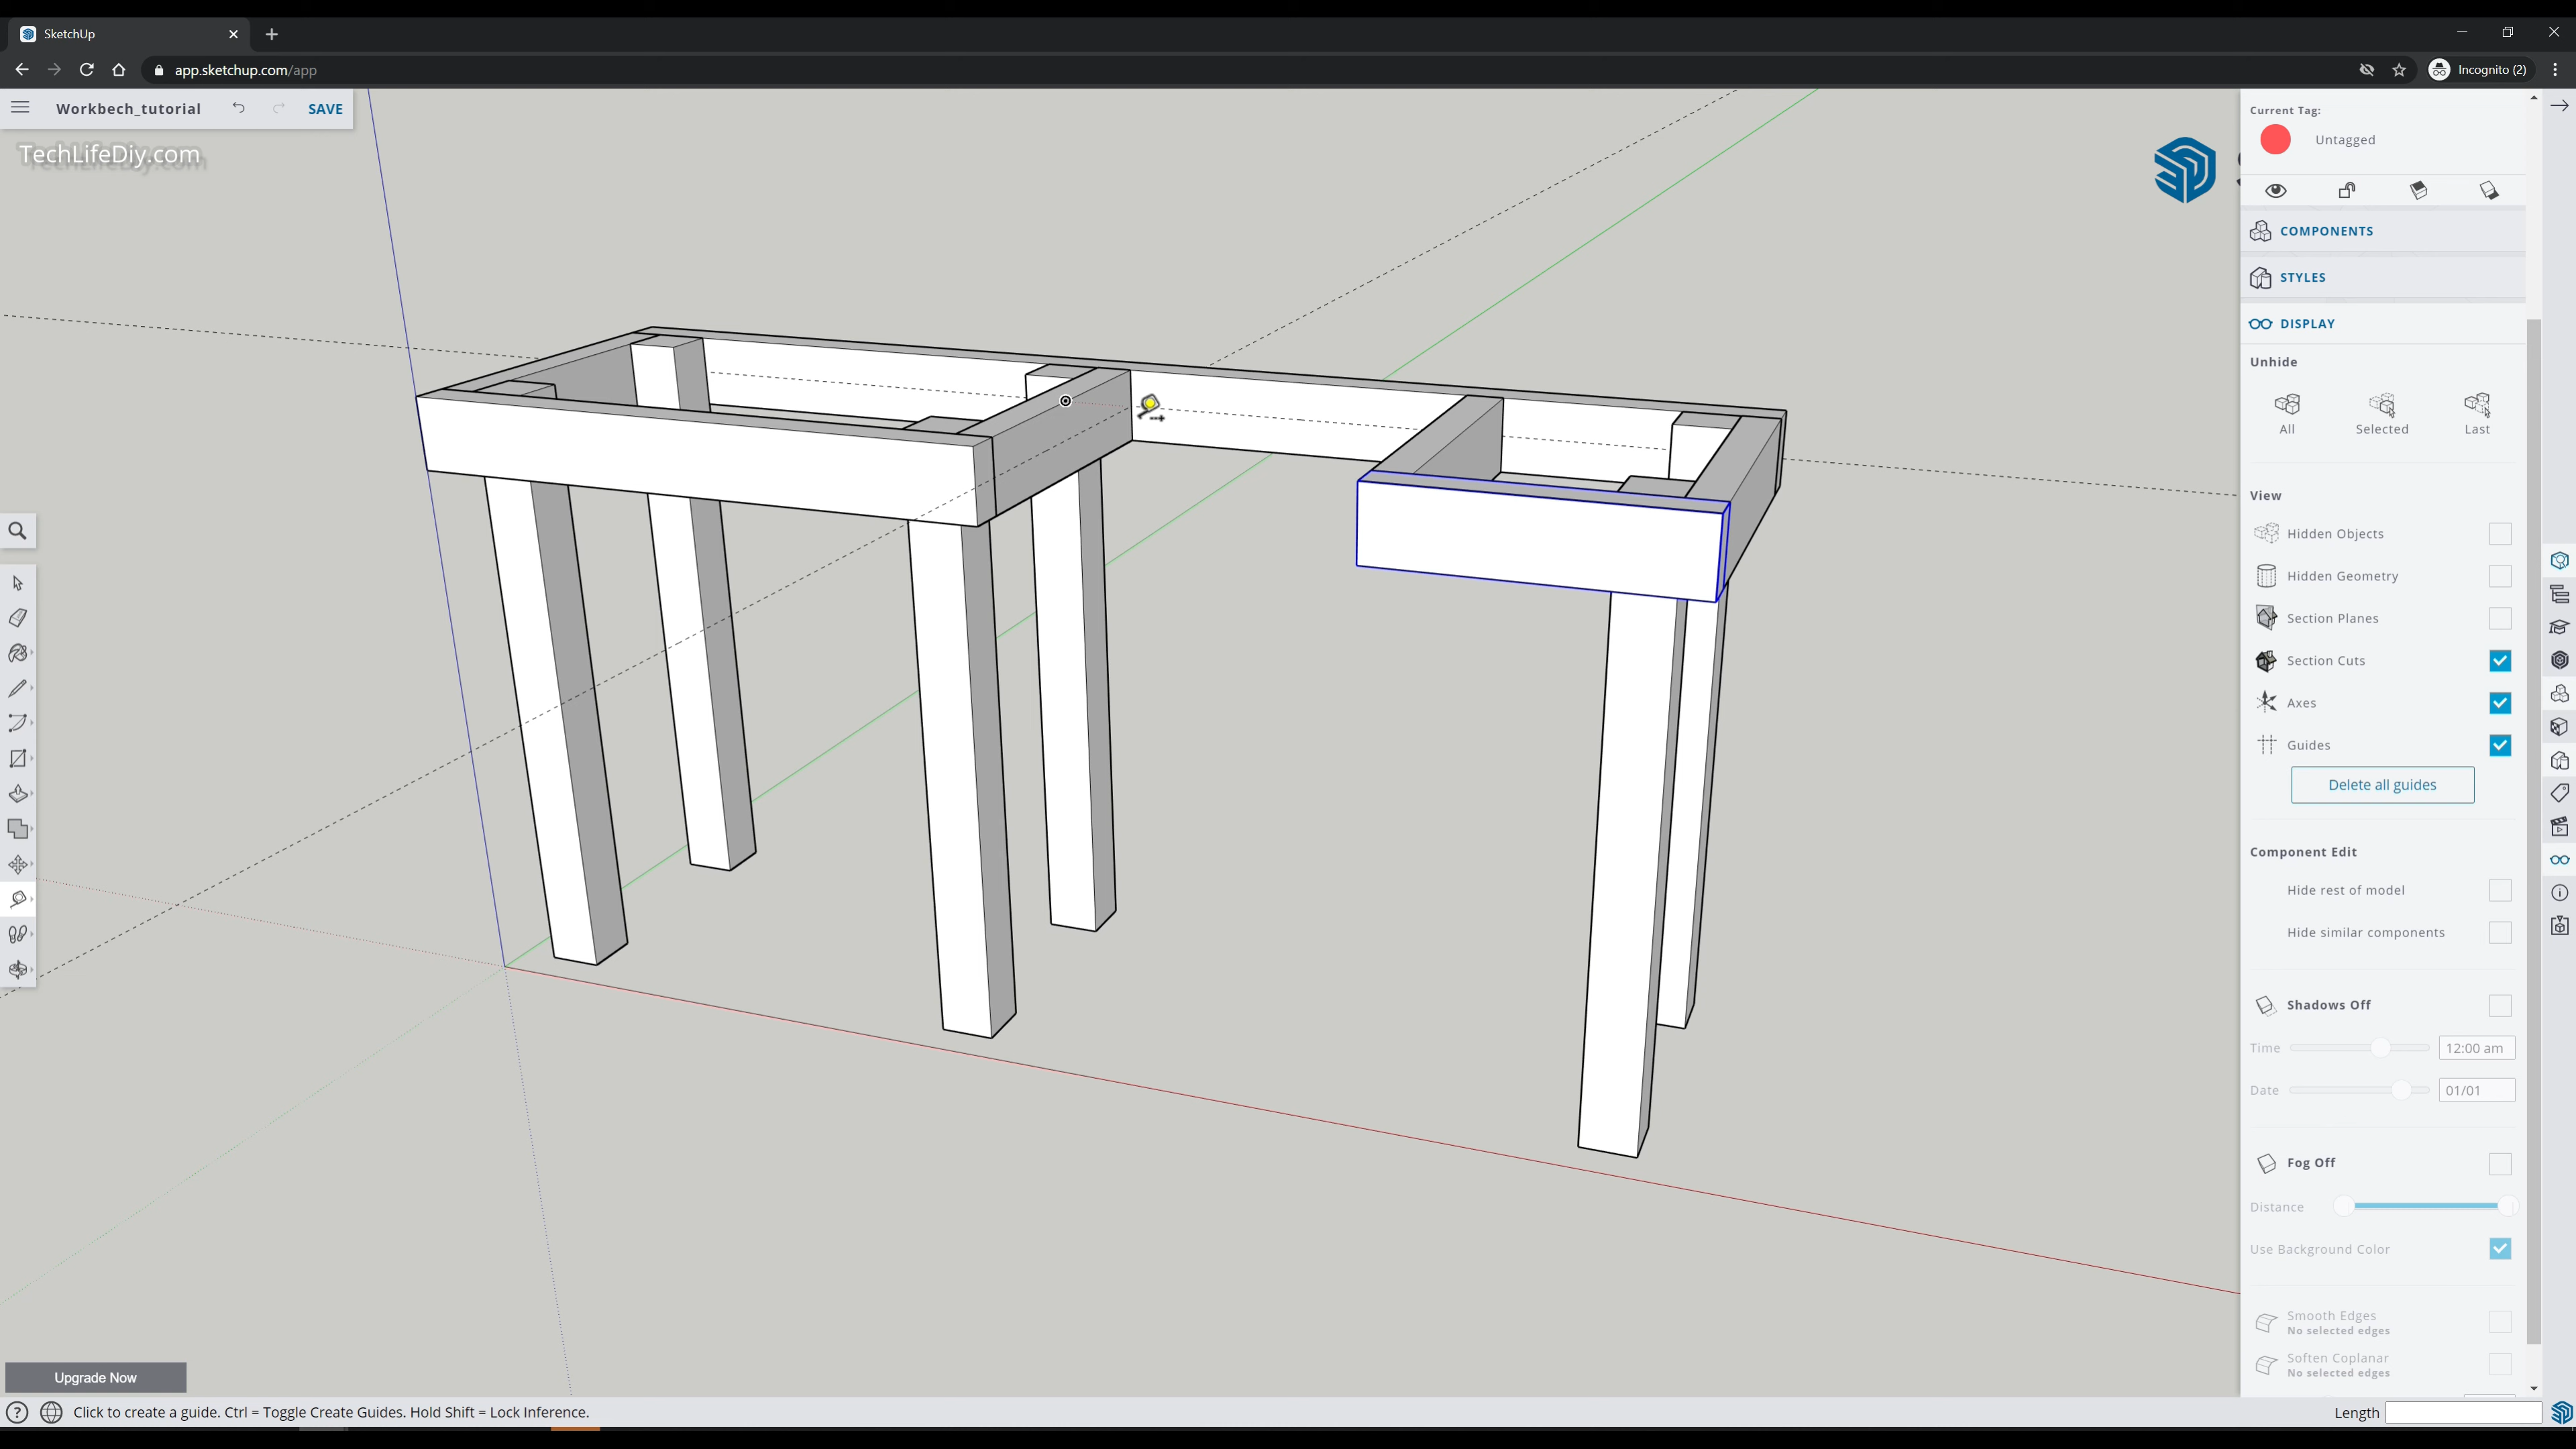 SketchUp
app.sketchup.com/app
Incognito (2)
Workbech_tutorial
SAVE
TechLifeDiy.com
Current Tag:
Untagged
COMPONENTS
STYLES
DISPLAY
Unhide
All
Selected
Last
View
Hidden Objects
Hidden Geometry
Section Planes
Section Cuts
Axes
Guides
Delete all guides
Component Edit
Hide rest of model
Hide similar components
Shadows Off
Time
12:00 am
Date
01/01
Fog Off
Distance
Use Background Color
Smooth Edges
No selected edges
Soften Coplanar
No selected edges
Upgrade Now
Click to create a guide. Ctrl = Toggle Create Guides. Hold Shift = Lock Inference.
Length